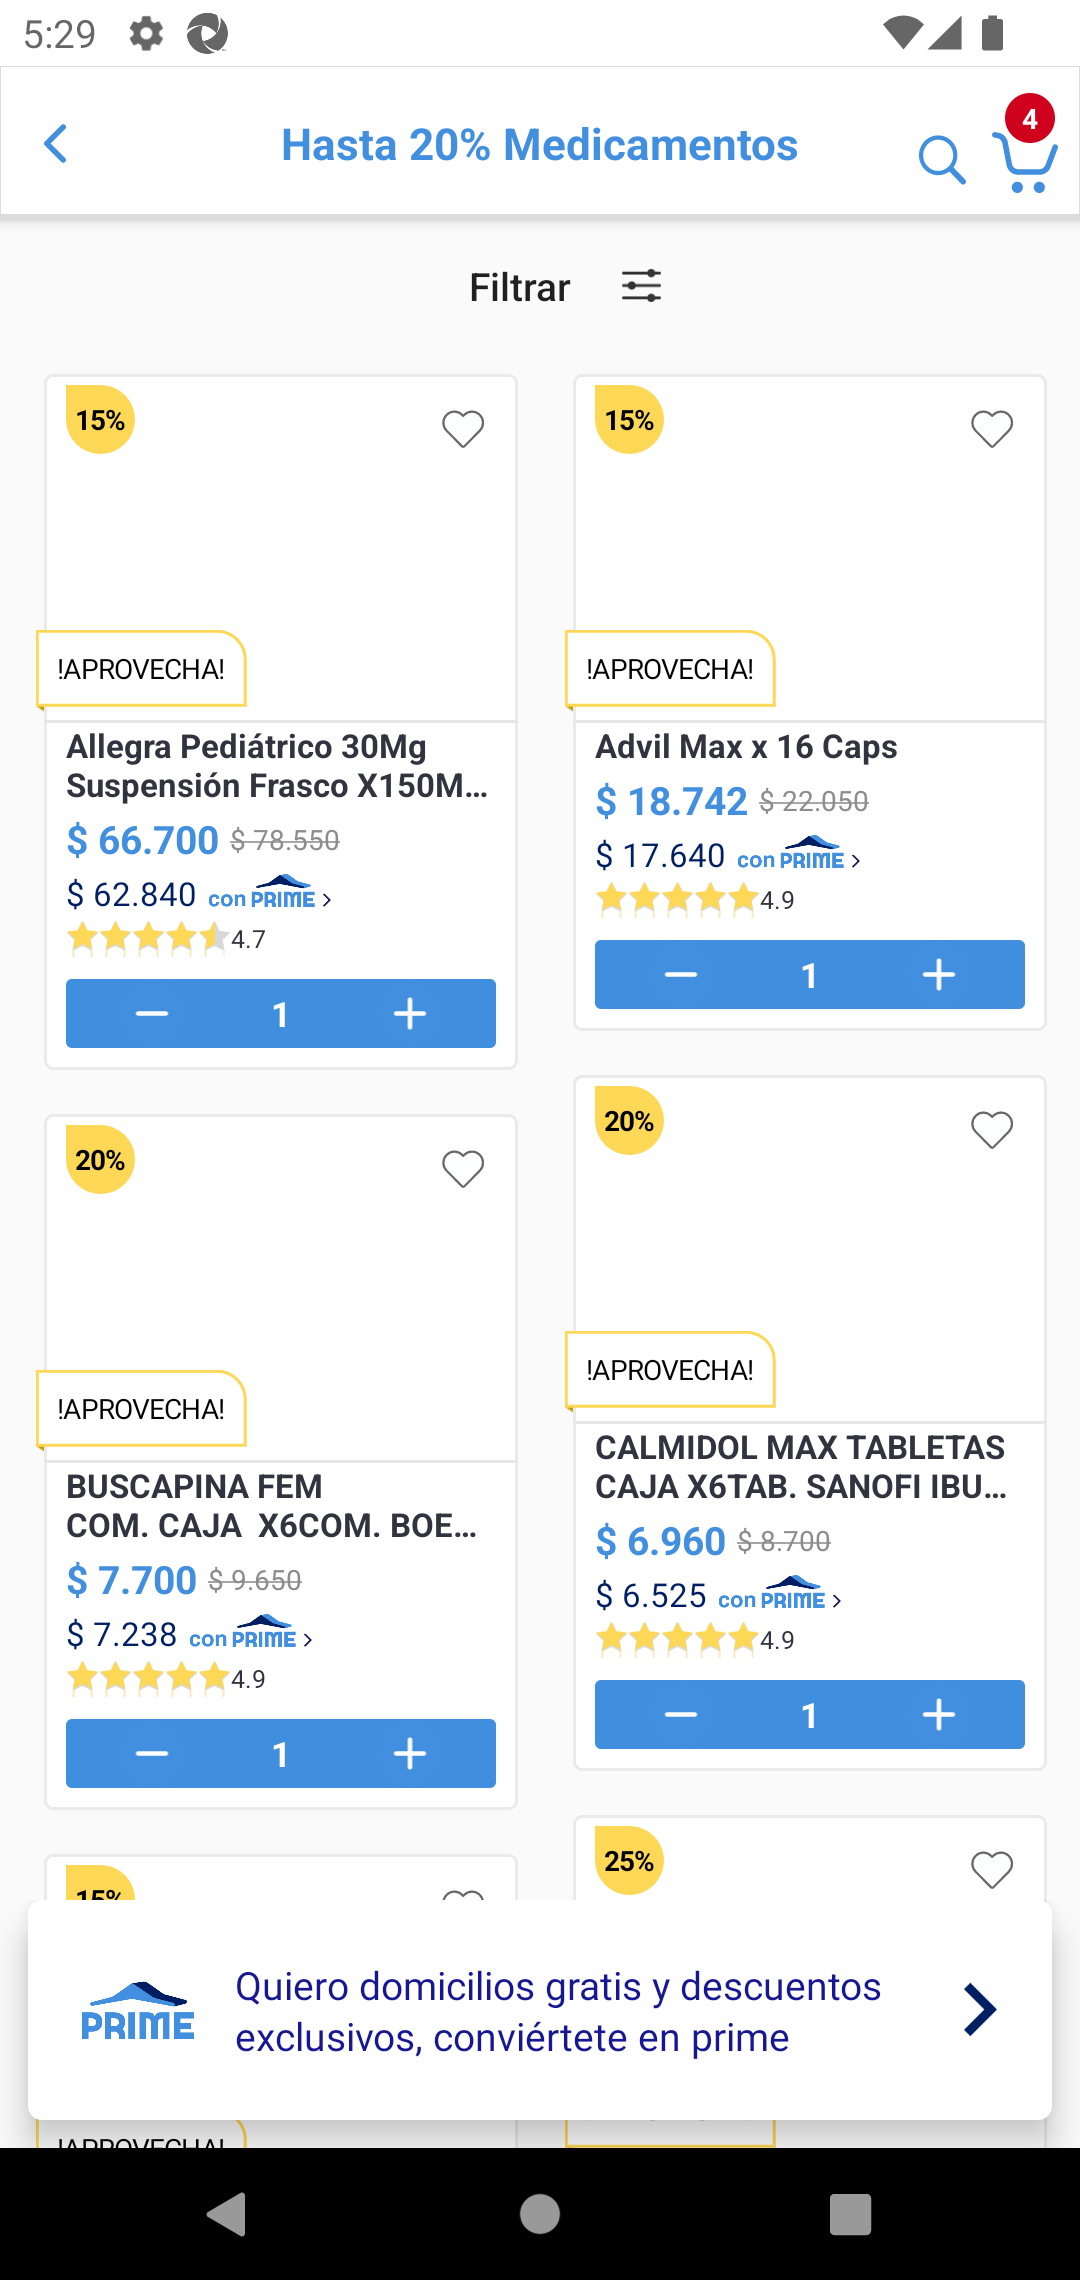 5:29
Hasta 20% Medicamentos
4
Filtrar
15%
!APROVECHA!
Allegra Pediátrico 30Mg
Suspensión Frasco X150M...
$ 66.700 $ 78.550
$ 62.840 con PRIME
4.7
1
15%
!APROVECHA!
Advil Max x 16 Caps
$ 18.742 $ 22.050
$ 17.640 con PRIME
4.9
1
20%
!APROVECHA!
BUSCAPINA FEM
COM. CAJA X6COM. BOE...
$ 7.700 $ 9.650
$ 7.238 con PRIME
4.9
1
20%
!APROVECHA!
CALMIDOL MAX TABLETAS
CAJA X6TAB. SANOFI IBU...
$ 6.960 $ 8.700
$ 6.525 con PRIME
4.9
1
15%
25%
PRIME
Quiero domicilios gratis y descuentos
exclusivos, conviértete en prime
!APROVECHA!